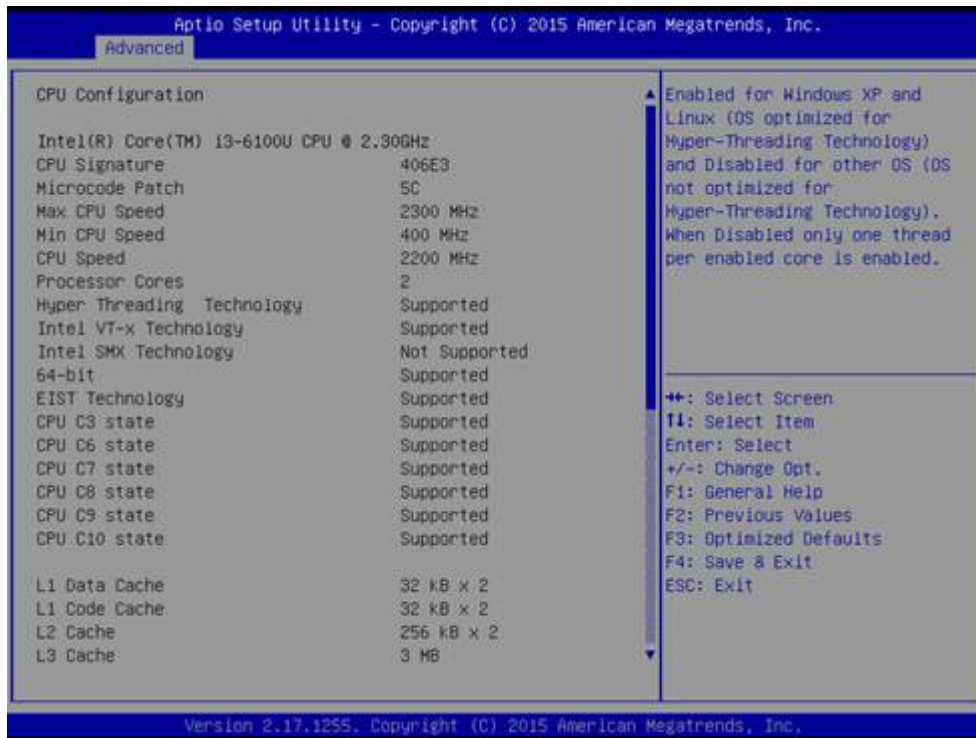 Aptio Setup Utility – Copyright (C) 2015 American Megatrends, Inc.
Advanced
CPU Configuration
Intel(R) Core(TM) i3-6100U CPU @ 2.30GHz
CPU Signature 406E3
Microcode Patch 5C
Max CPU Speed 2300 MHz
Min CPU Speed 400 MHz
CPU Speed 2200 MHz
Processor Cores 2
Hyper Threading Technology Supported
Intel VT-x Technology Supported
Intel SMX Technology Not Supported
64-bit Supported
EIST Technology Supported
CPU C3 state Supported
CPU C6 state Supported
CPU C7 state Supported
CPU C8 state Supported
CPU C9 state Supported
CPU C10 state Supported
L1 Data Cache 32 kB x 2
L1 Code Cache 32 kB x 2
L2 Cache 256 kB x 2
L3 Cache 3 MB
Enabled for Windows XP and
Linux (OS optimized for
Hyper-Threading Technology)
and Disabled for other OS (OS
not optimized for
Hyper-Threading Technology).
When Disabled only one thread
per enabled core is enabled.
→←: Select Screen
↑↓: Select Item
Enter: Select
+/-: Change Opt.
F1: General Help
F2: Previous Values
F3: Optimized Defaults
F4: Save & Exit
ESC: Exit
Version 2.17.1255. Copyright (C) 2015 American Megatrends, Inc.